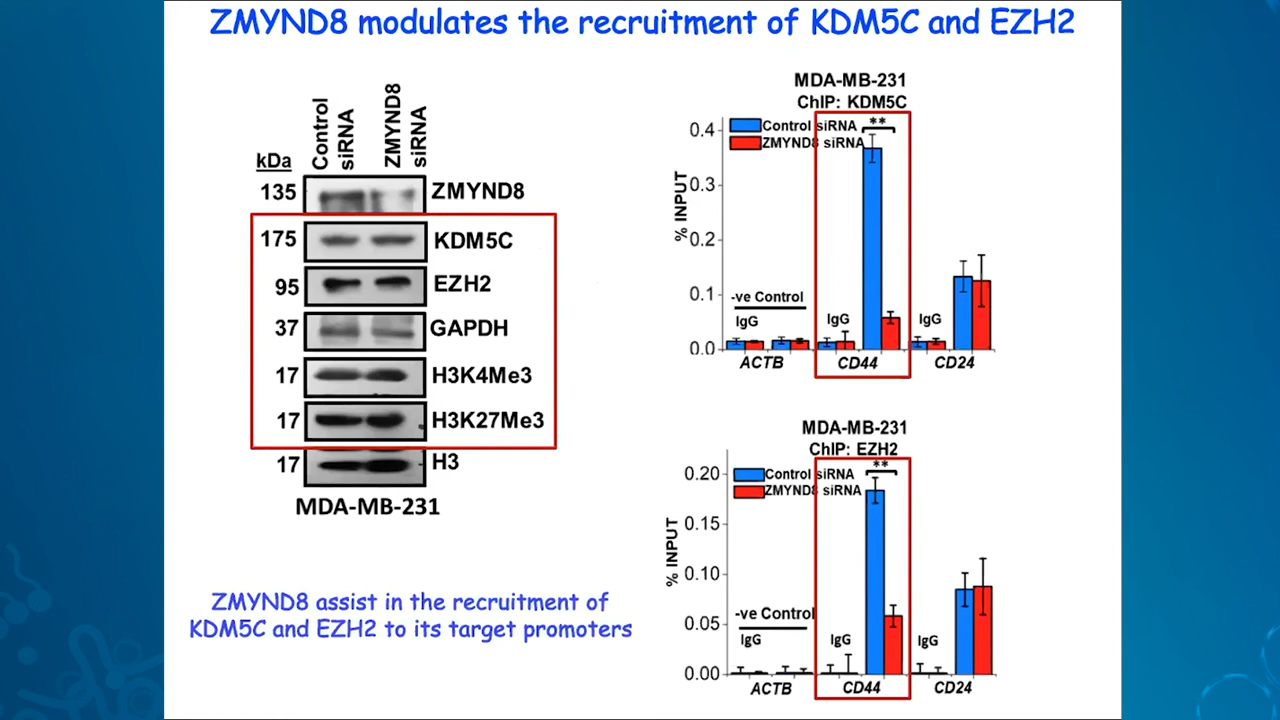 ZMYND8 modulates the recruitment of KDM5C and EZH2
Control siRNA
ZMYND8 siRNA
kDa
135 ZMYND8
175 KDM5C
95 EZH2
37 GAPDH
17 H3K4Me3
17 H3K27Me3
17 H3
MDA-MB-231
ZMYND8 assist in the recruitment of
KDM5C and EZH2 to its target promoters
MDA-MB-231
ChIP: KDM5C
Control siRNA
ZMYND8 siRNA
**
% INPUT
0.4
0.3
0.2
0.1
0.0
-ve Control
IgG
IgG
IgG
ACTB
CD44
CD24
MDA-MB-231
ChIP: EZH2
Control siRNA
ZMYND8 siRNA
**
% INPUT
0.20
0.15
0.10
0.05
0.00
-ve Control
IgG
IgG
IgG
ACTB
CD44
CD24